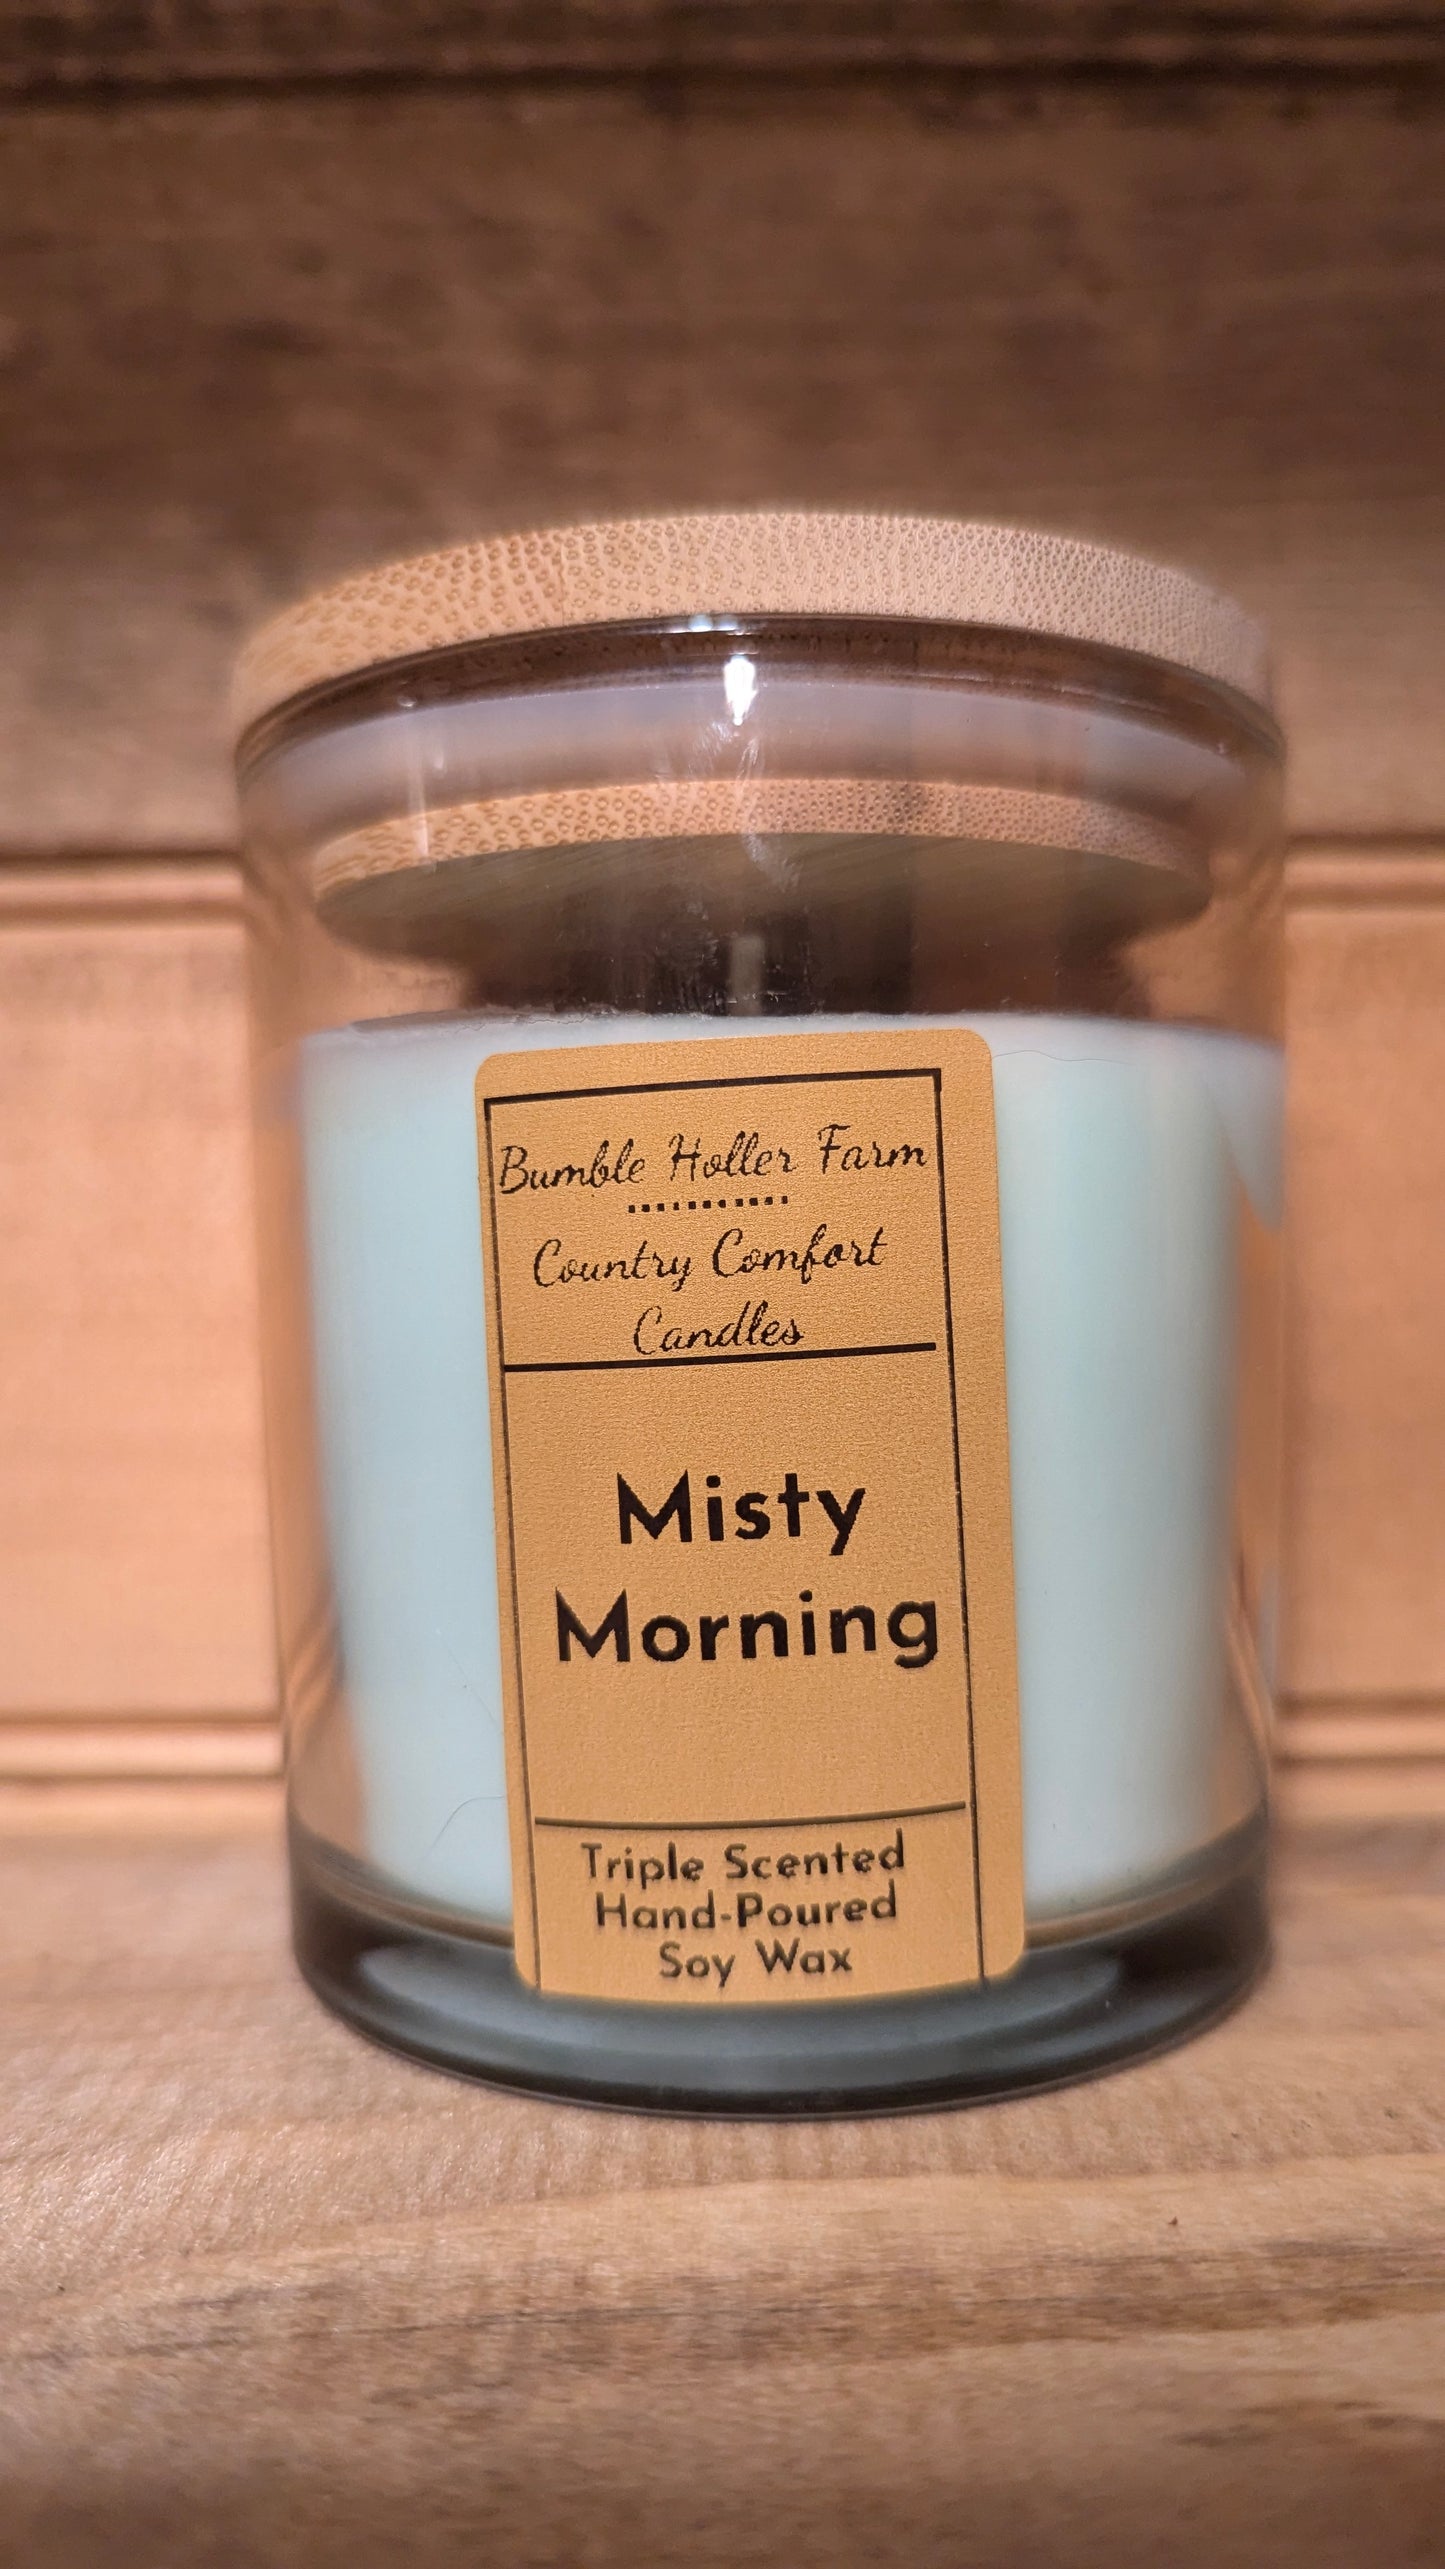 Bumble Holler Farm
Country Comfort
Candles
Misty
Morning
Triple Scented
Hand-Poured
Soy Wax